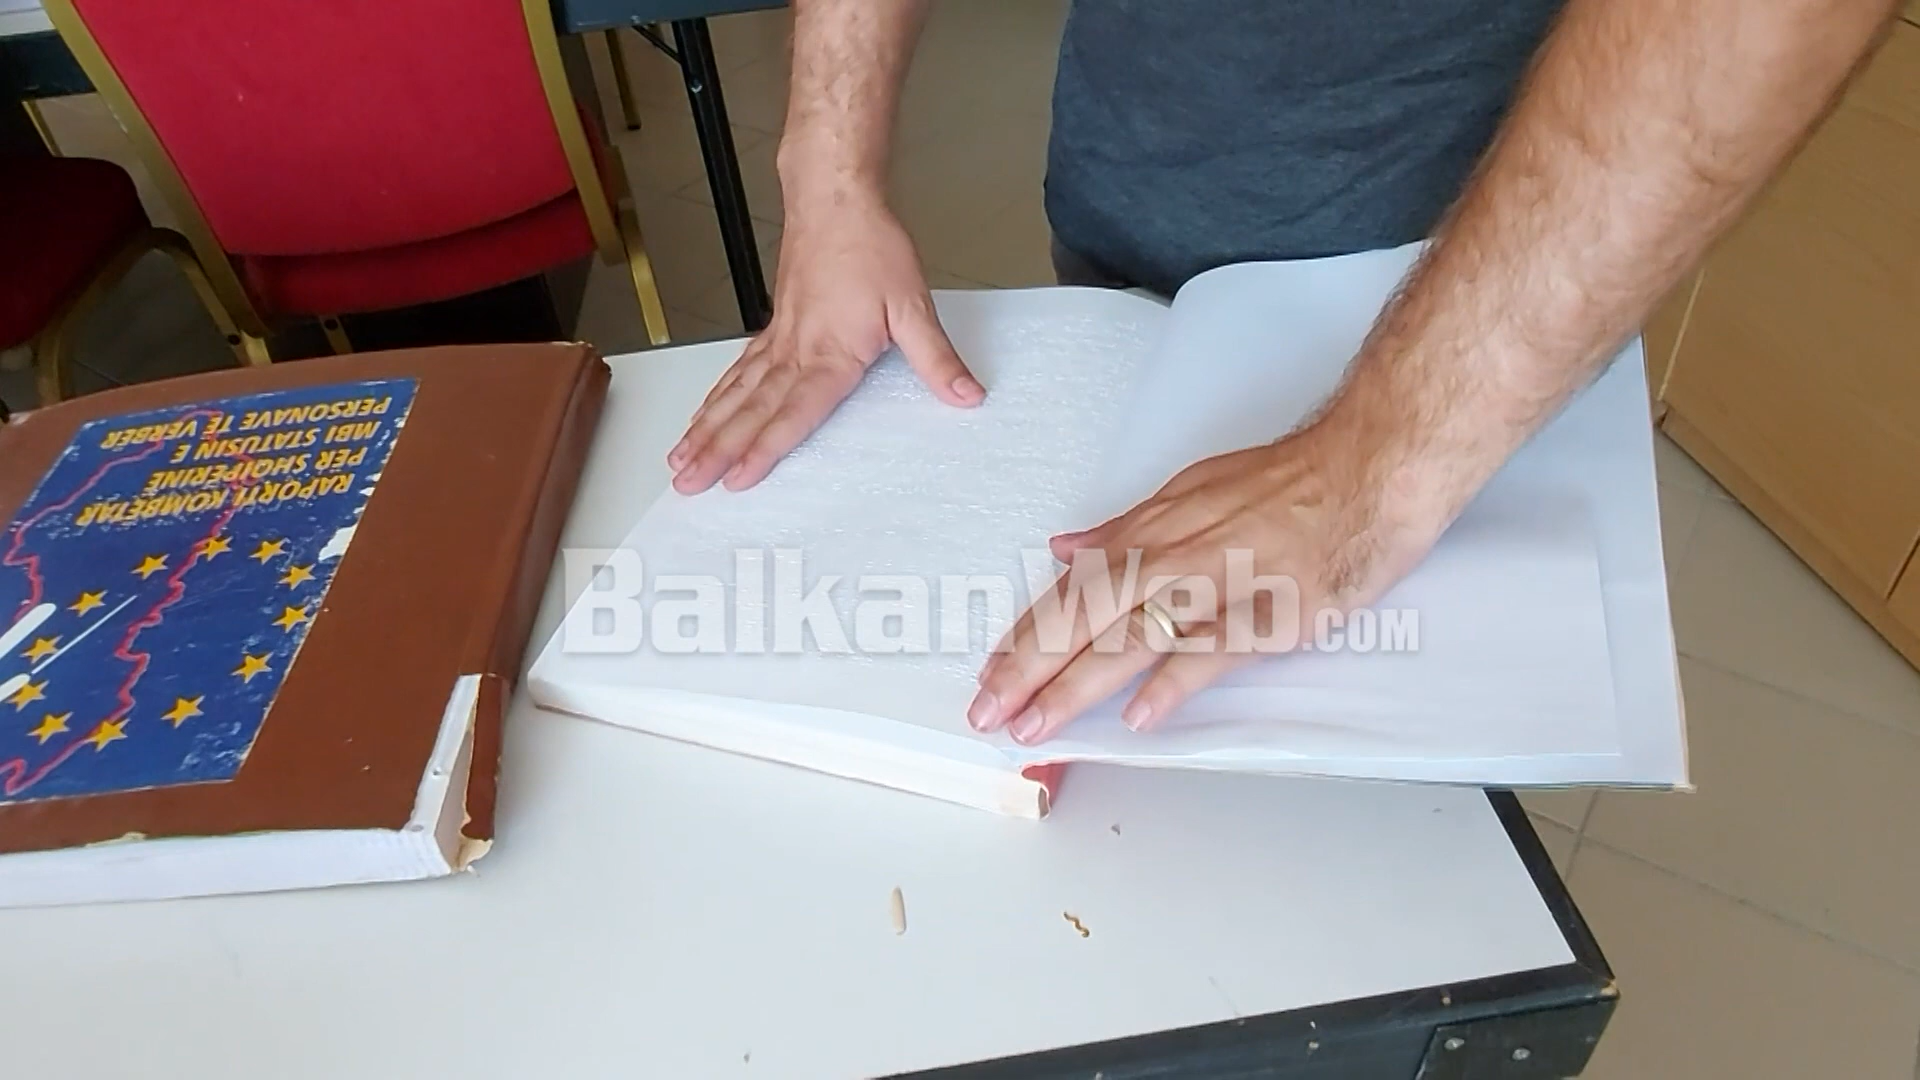 RAPORTI KOMBËTAR
PËR SHQIPËRINË
MBI STATUSIN E
PERSONAVE TË VERBËR
BalkanWeb.COM